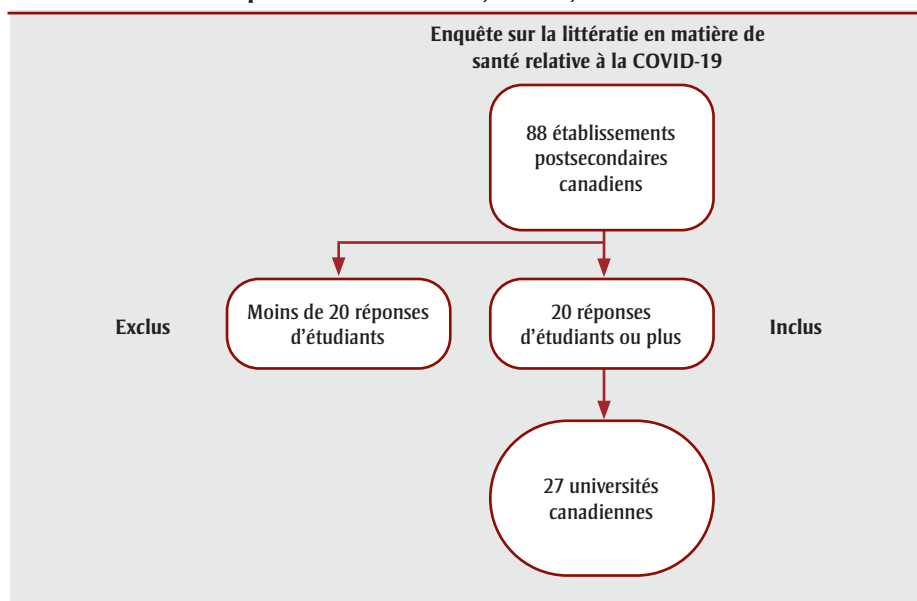 Enquête sur la littératie en matière de
santé relative à la COVID-19
88 établissements
postsecondaires
canadiens
Exclus
Moins de 20 réponses
d'étudiants
20 réponses
d'étudiants ou plus
Inclus
27 universités
canadiennes